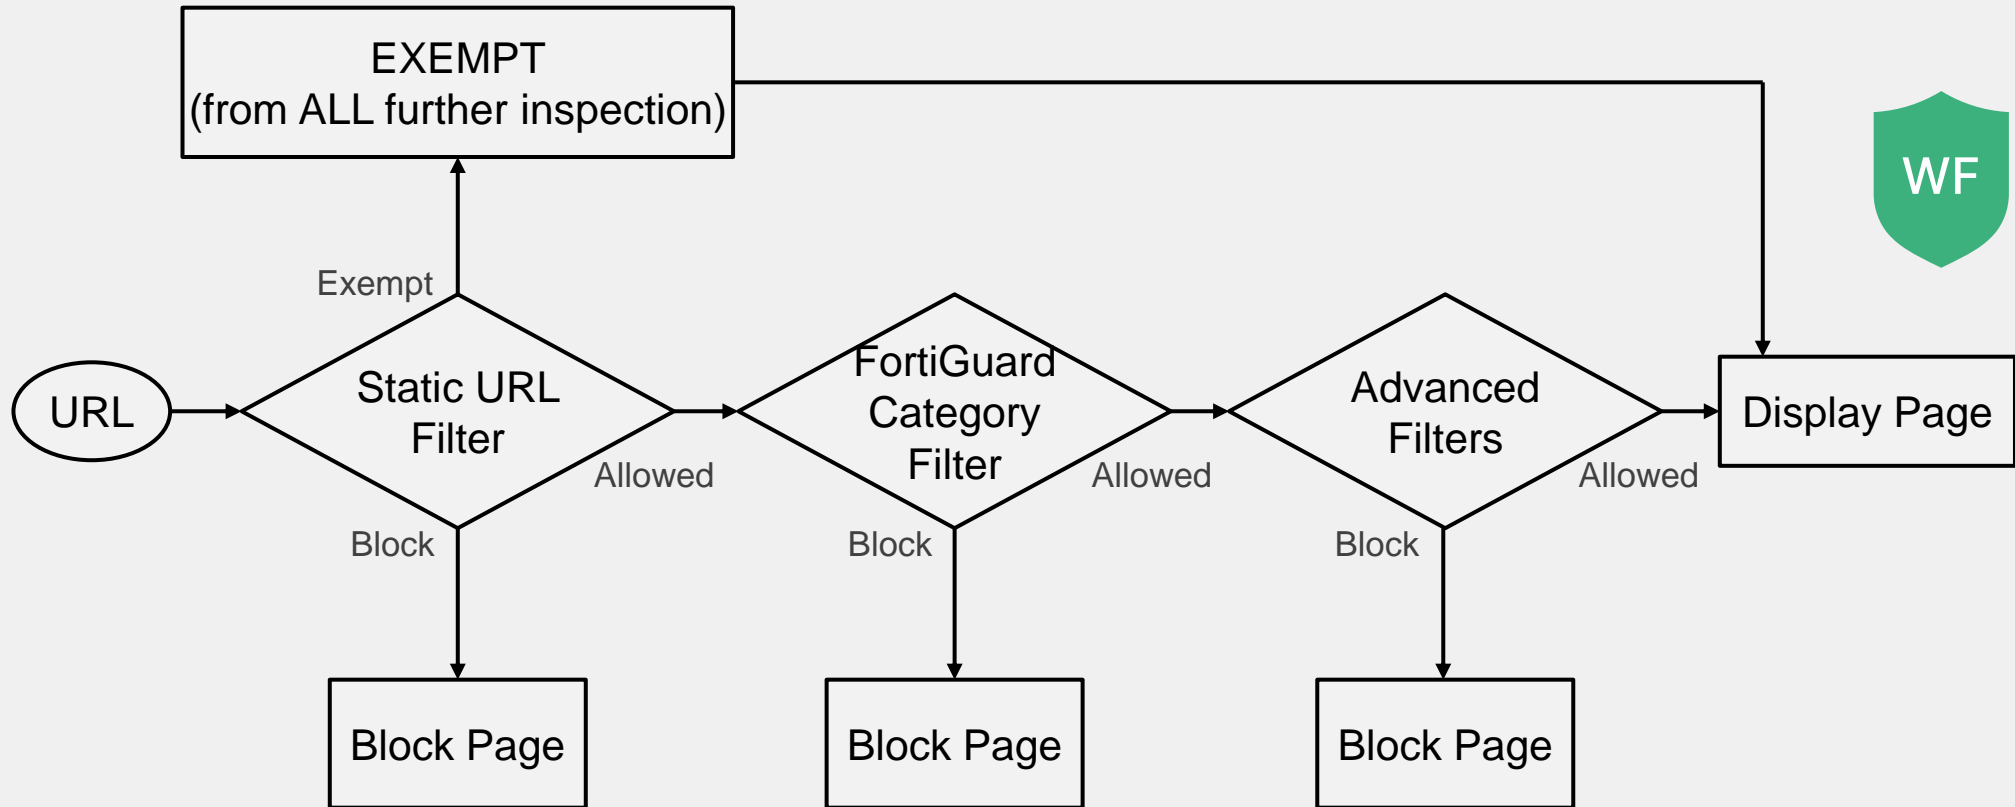 EXEMPT
(from ALL further inspection)
WF
Exempt
URL
Static URL
Filter
Allowed
Block
FortiGuard
Category
Filter
Allowed
Block
Advanced
Filters
Allowed
Block
Display Page
Block Page
Block Page
Block Page